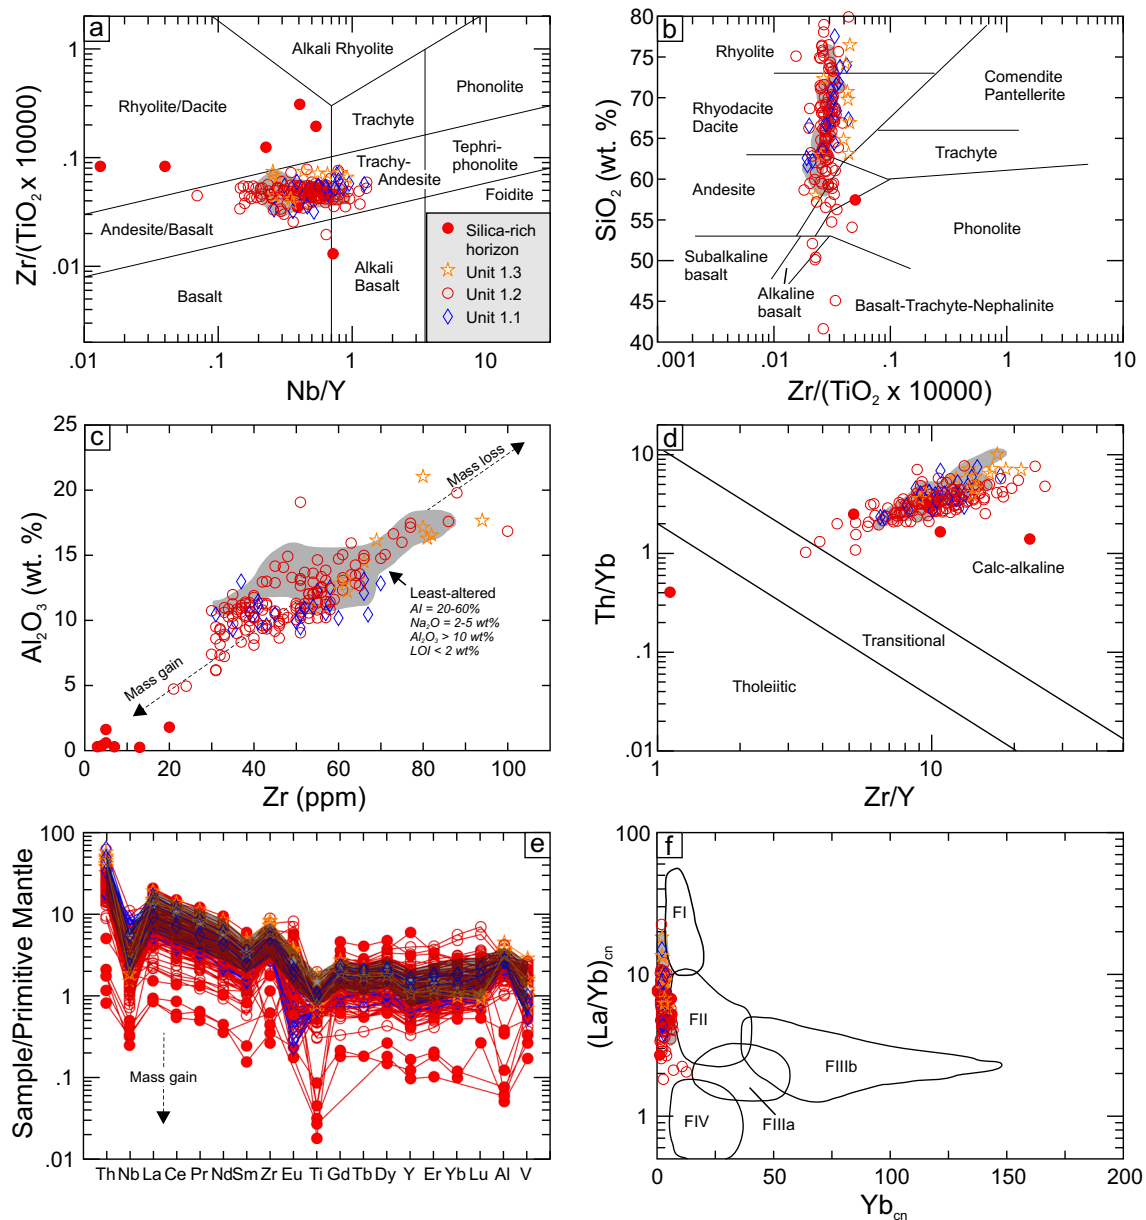 a
Alkali Rhyolite
Rhyolite/Dacite
Phonolite
Trachyte
Trachy-
Andesite
Tephri-
phonolite
Foidite
Andesite/Basalt
Basalt
Alkali
Basalt
Silica-rich
horizon
Unit 1.3
Unit 1.2
Unit 1.1
1
.1
.01
Zr/(TiO2 x 10000)
.01
.1
1
10
Nb/Y
b
Rhyolite
Comendite
Pantellerite
Rhyodacite
Dacite
Trachyte
Andesite
Phonolite
Subalkaline
basalt
Alkaline
basalt
Basalt-Trachyte-Nephalinite
80
75
70
65
60
55
50
45
40
SiO2 (wt. %)
.001
.01
.1
1
10
Zr/(TiO2 x 10000)
c
Mass loss
Mass gain
Least-altered
AI = 20-60%
Na2O = 2-5 wt%
Al2O3 > 10 wt%
LOI < 2 wt%
25
20
15
10
5
0
Al2O3 (wt. %)
0
20
40
60
80
100
Zr (ppm)
d
Calc-alkaline
Transitional
Tholeiitic
10
1
.1
.01
Th/Yb
1
10
Zr/Y
e
Mass gain
100
10
1
.1
.01
Sample/Primitive Mantle
Th Nb La Ce Pr Nd Sm Zr Eu Ti Gd Tb Dy Y Er Yb Lu Al V
f
FI
FII
FIIIb
FIIIa
FIV
100
10
1
(La/Yb)cn
0
50
100
150
200
Ybcn